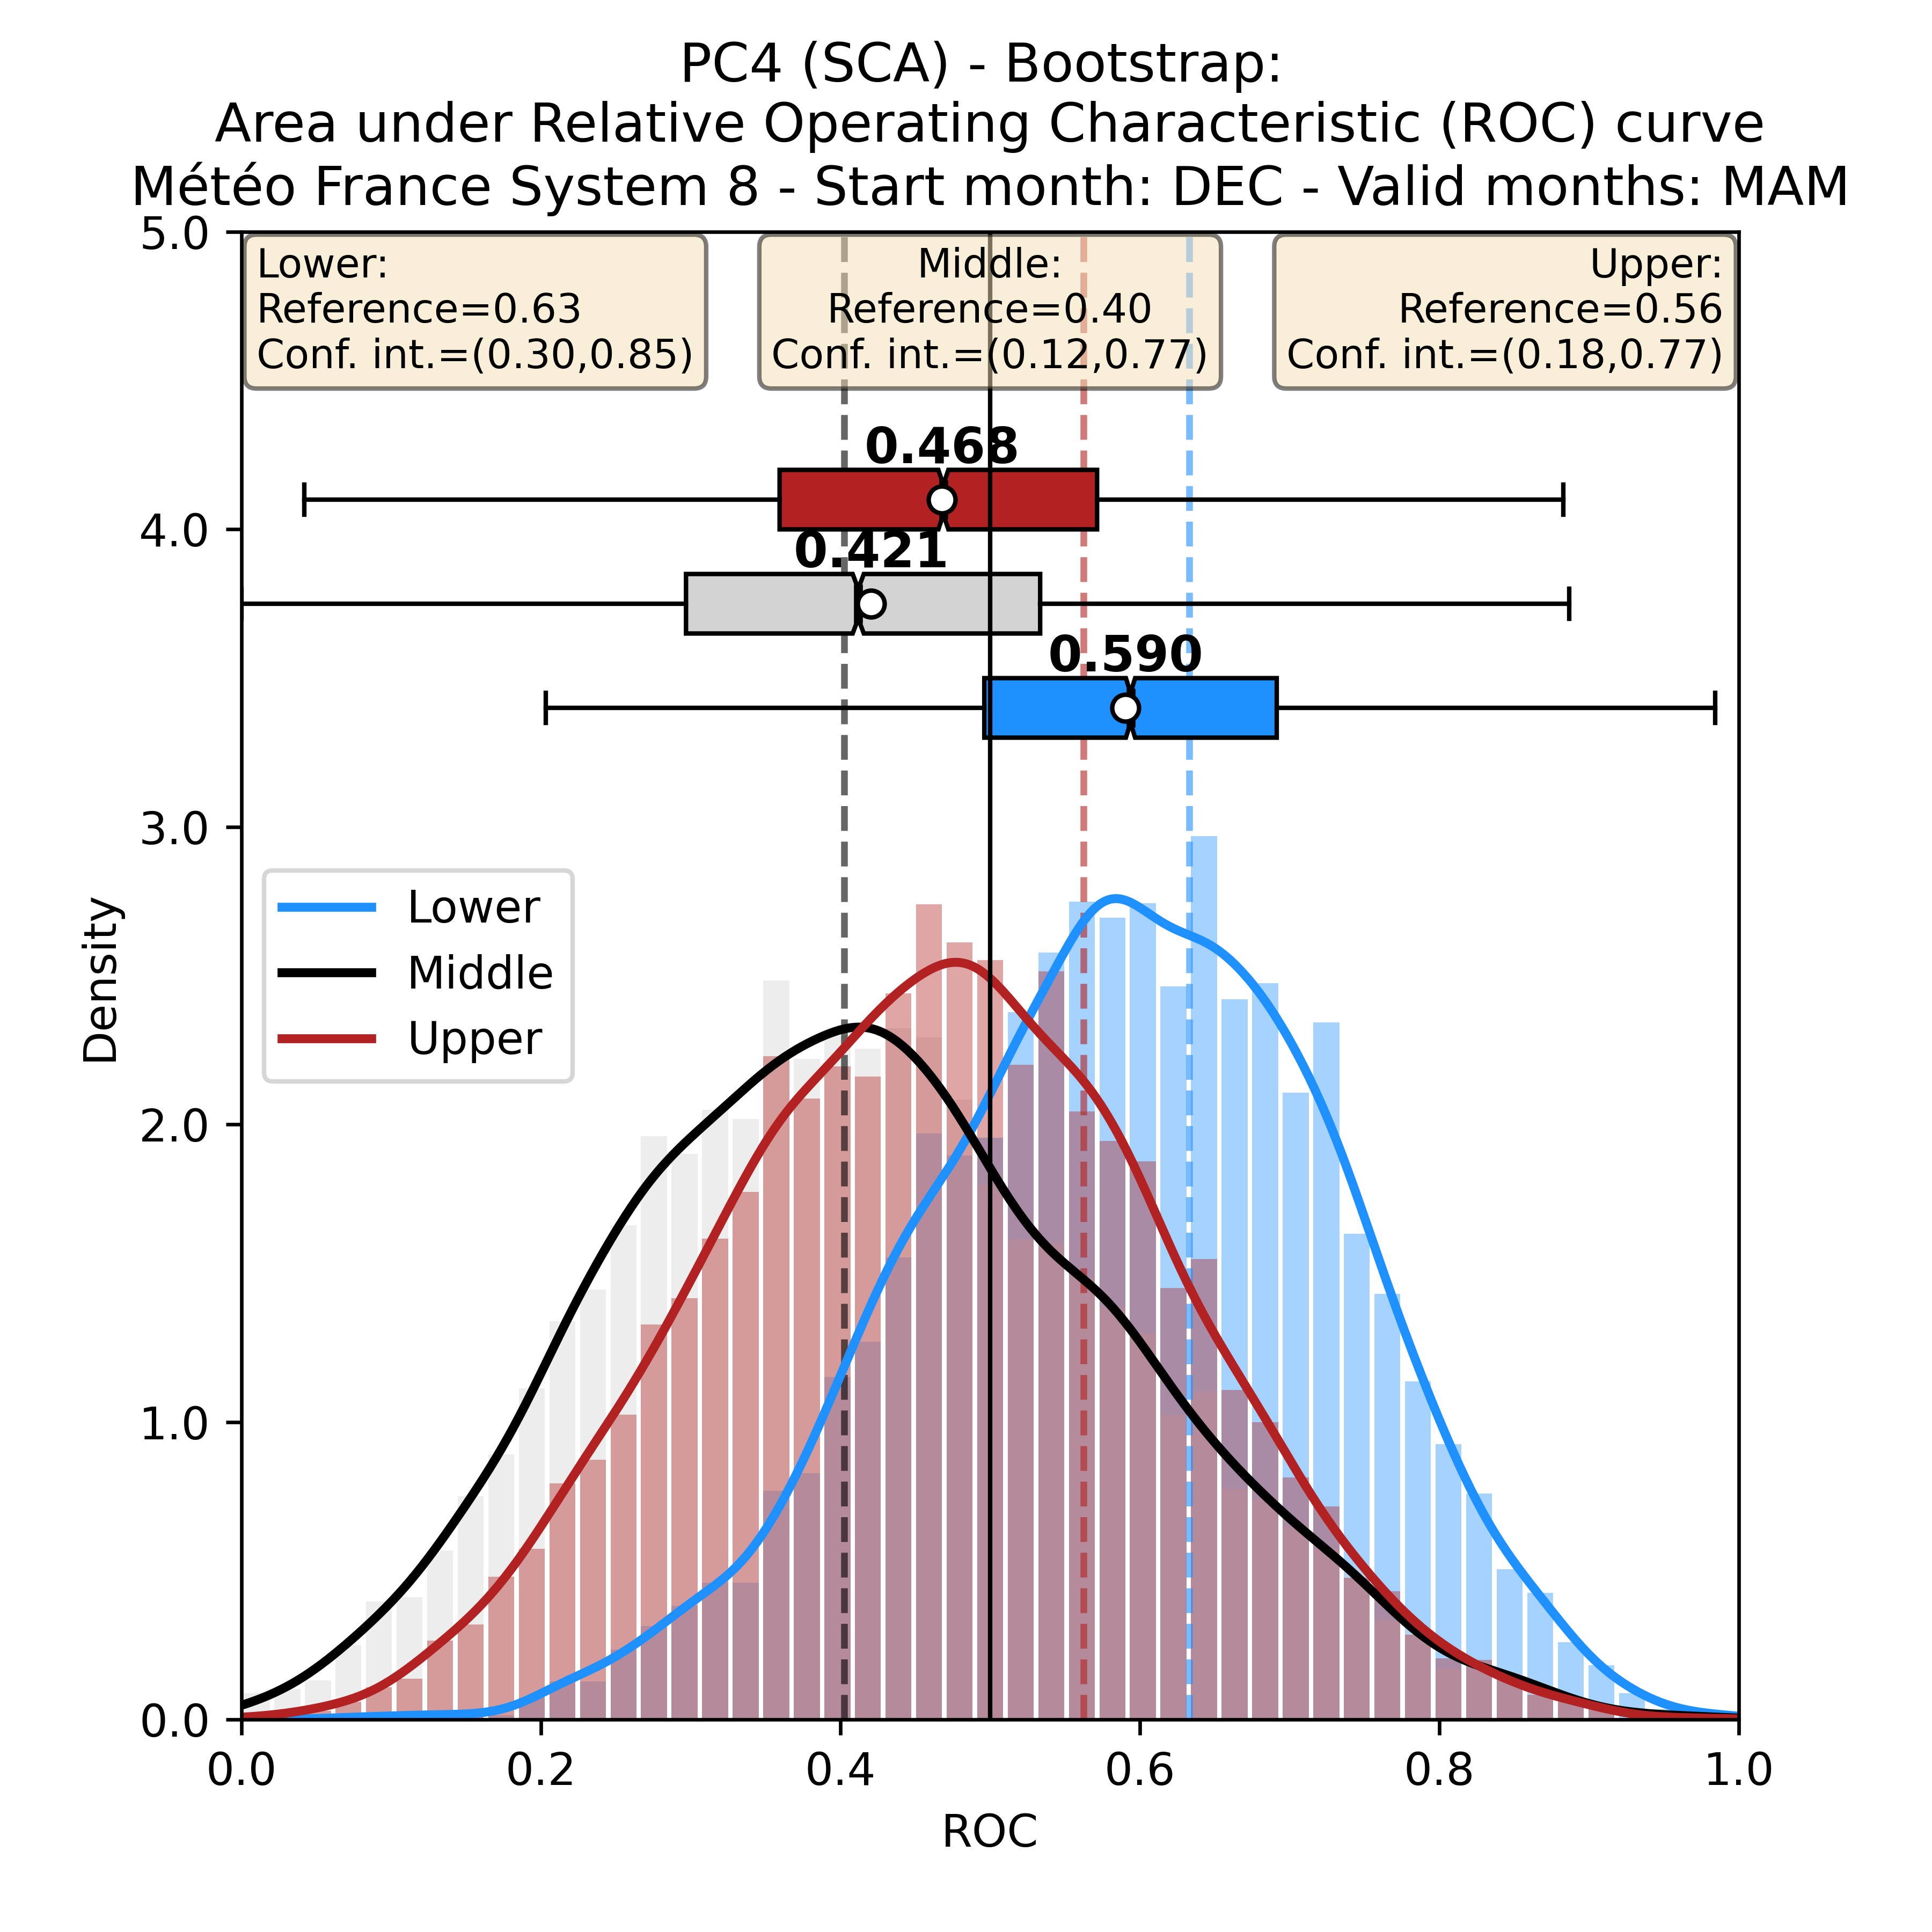 PC4 (SCA) - Bootstrap:
Area under Relative Operating Characteristic (ROC) curve
Météo France System 8 - Start month: DEC - Valid months: MAM
Lower:
Reference=0.63
Conf. int.=(0.30,0.85)
Middle:
Reference=0.40
Conf. int.=(0.12,0.77)
Upper:
Reference=0.56
Conf. int.=(0.18,0.77)
0.468
0.421
0.590
5.0
4.0
3.0
2.0
1.0
0.0
Density
Lower
Middle
Upper
0.0
0.2
0.4
0.6
0.8
1.0
ROC